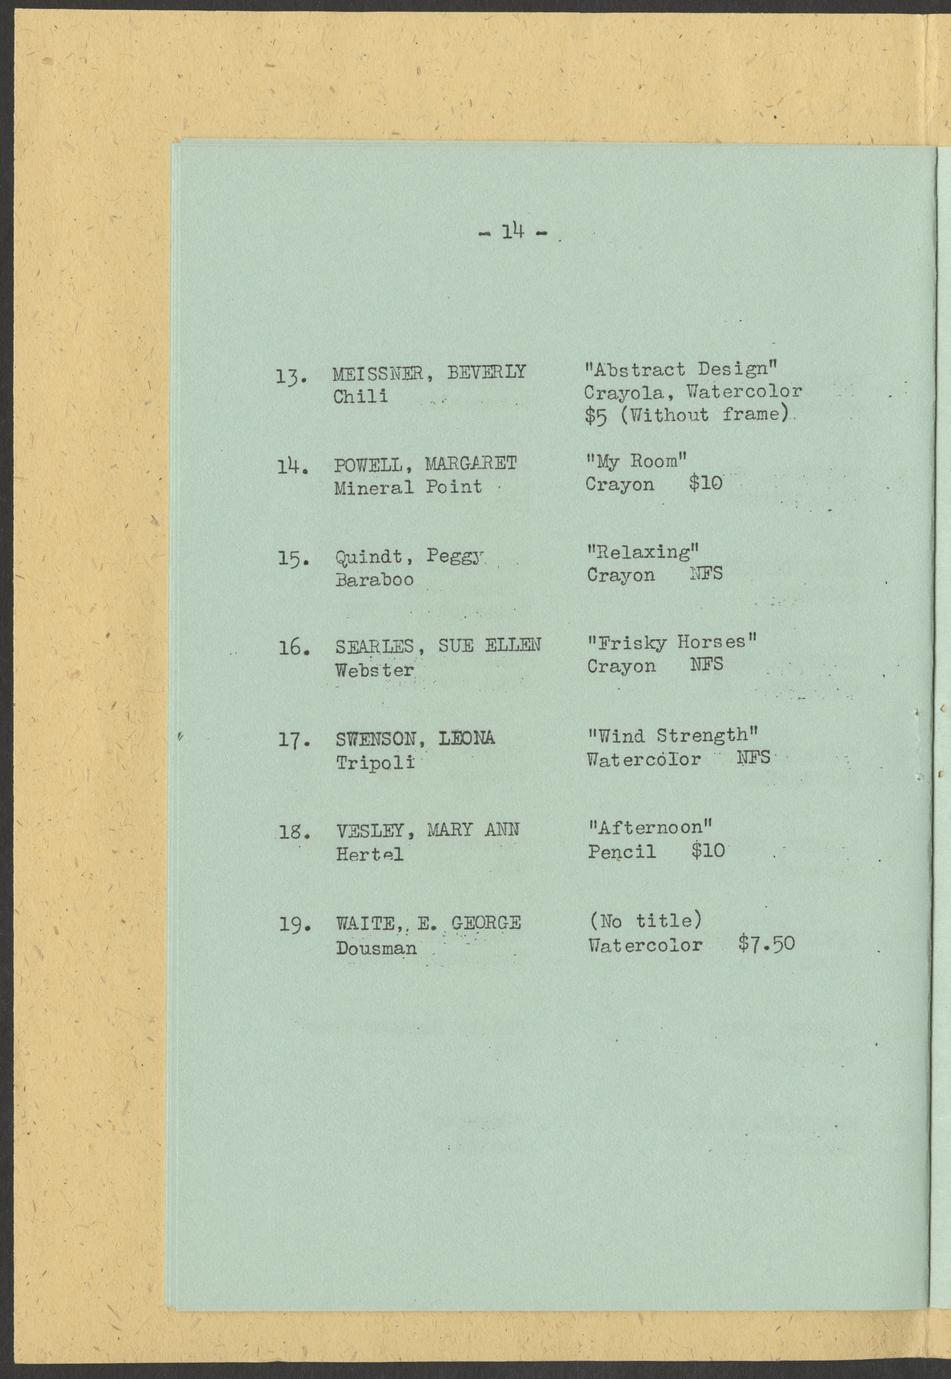 - 14 -
13. MEISSNER, BEVERLY "Abstract Design"
Chili Crayola, Watercolor
$5 (Without frame)
14. POWELL, MARGARET "My Room"
Mineral Point Crayon $10
15. Quindt, Peggy "Relaxing"
Baraboo Crayon NFS
16. SEARLES, SUE ELLEN "Frisky Horses"
Webster Crayon NFS
17. SWENSON, LEONA "Wind Strength"
Tripoli Watercolor NFS
18. VESLEY, MARY ANN "Afternoon"
Hertel Pencil $10
19. WAITE, E. GEORGE (No title)
Dousman Watercolor $7.50